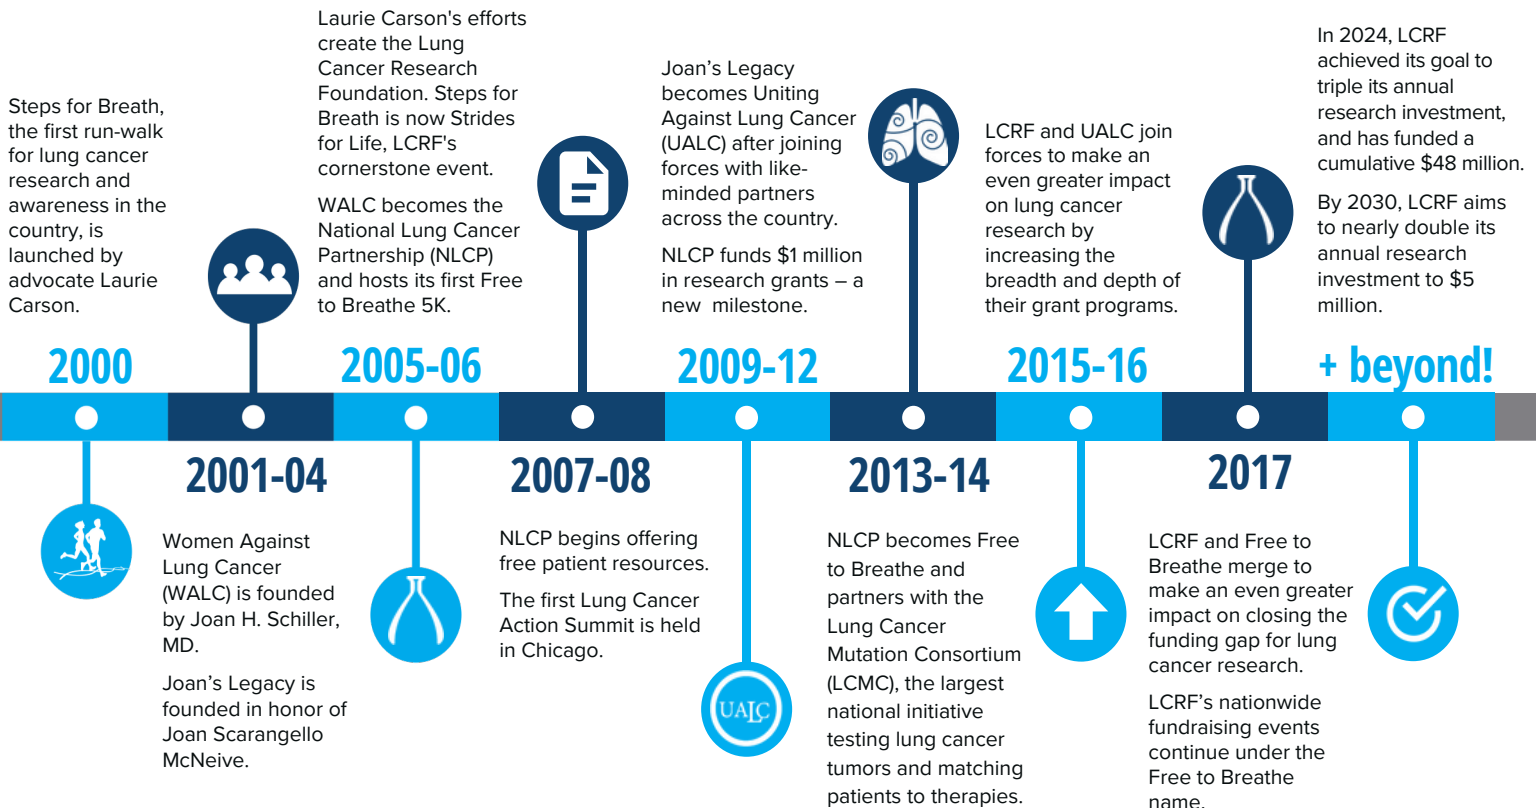 Steps for Breath,
the first run-walk
for lung cancer
research and
awareness in the
country, is
launched by
advocate Laurie
Carson.
2000
2001-04
Women Against
Lung Cancer
(WALC) is founded
by Joan H. Schiller,
MD.
Joan’s Legacy is
founded in honor of
Joan Scarangello
McNeive.
Laurie Carson's efforts
create the Lung
Cancer Research
Foundation. Steps for
Breath is now Strides
for Life, LCRF's
cornerstone event.
WALC becomes the
National Lung Cancer
Partnership (NLCP)
and hosts its first Free
to Breathe 5K.
2005-06
2007-08
NLCP begins offering
free patient resources.
The first Lung Cancer
Action Summit is held
in Chicago.
Joan’s Legacy
becomes Uniting
Against Lung Cancer
(UALC) after joining
forces with like-
minded partners
across the country.
NLCP funds $1 million
in research grants – a
new milestone.
2009-12
UALC
2013-14
NLCP becomes Free
to Breathe and
partners with the
Lung Cancer
Mutation Consortium
(LCMC), the largest
national initiative
testing lung cancer
tumors and matching
patients to therapies.
LCRF and UALC join
forces to make an
even greater impact
on lung cancer
research by
increasing the
breadth and depth of
their grant programs.
2015-16
2017
LCRF and Free to
Breathe merge to
make an even greater
impact on closing the
funding gap for lung
cancer research.
LCRF’s nationwide
fundraising events
continue under the
Free to Breathe
name.
In 2024, LCRF
achieved its goal to
triple its annual
research investment,
and has funded a
cumulative $48 million.
By 2030, LCRF aims
to nearly double its
annual research
investment to $5
million.
+ beyond!